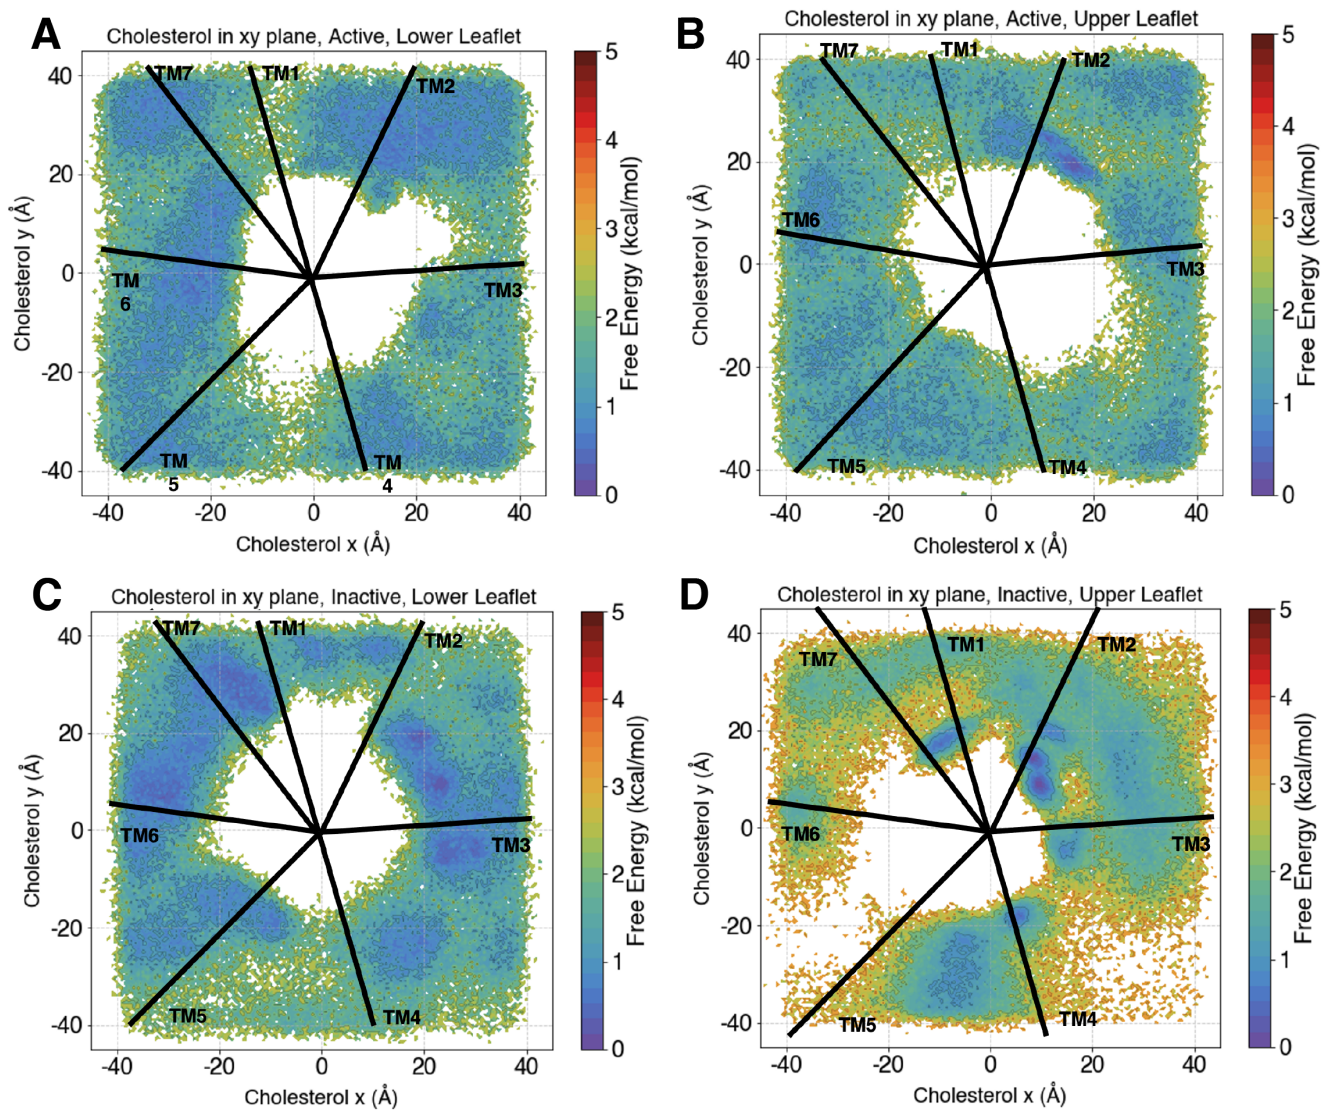 A
Cholesterol in xy plane, Active, Lower Leaflet
TM7
TM1
TM2
TM
6
TM3
TM
5
TM
4
40
20
0
-20
-40
Cholesterol y (Å)
-40
-20
0
20
40
Cholesterol x (Å)
5
4
3
2
1
0
Free Energy (kcal/mol)
B
Cholesterol in xy plane, Active, Upper Leaflet
TM7
TM1
TM2
TM6
TM3
TM5
TM4
40
20
0
-20
-40
Cholesterol y (Å)
-40
-20
0
20
40
Cholesterol x (Å)
5
4
3
2
1
0
Free Energy (kcal/mol)
C
Cholesterol in xy plane, Inactive, Lower Leaflet
TM7
TM1
TM2
TM6
TM3
TM5
TM4
40
20
0
-20
-40
Cholesterol y (Å)
-40
-20
0
20
40
Cholesterol x (Å)
5
4
3
2
1
0
Free Energy (kcal/mol)
D
Cholesterol in xy plane, Inactive, Upper Leaflet
TM7
TM1
TM2
TM6
TM3
TM5
TM4
40
20
0
-20
-40
Cholesterol y (Å)
-40
-20
0
20
40
Cholesterol x (Å)
5
4
3
2
1
0
Free Energy (kcal/mol)